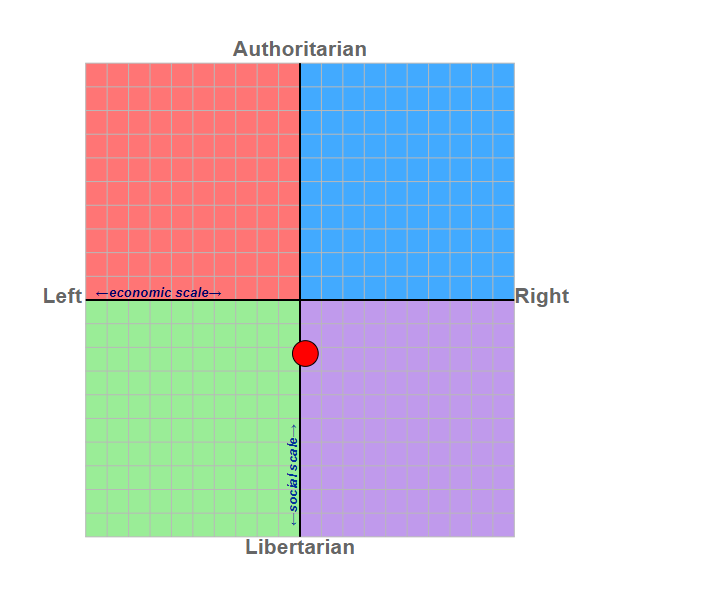 Authoritarian
Left
←economic scale→
Right
←social scale→
Libertarian